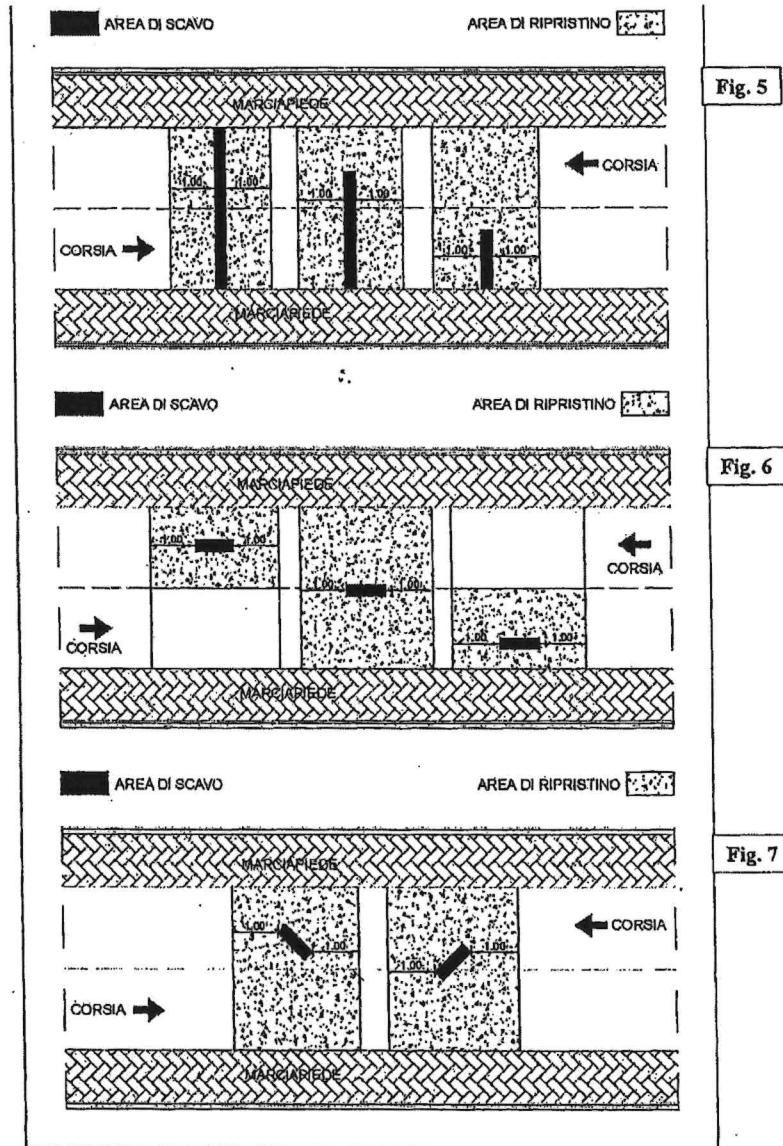 AREA DI SCAVO AREA DI RIPRISTINO
Fig. 5
MARCIAPIEDE
CORSIA
1.00 1.00 1.00 1.00
CORSIA
1.00 1.00
MARCIAPIEDE
AREA DI SCAVO AREA DI RIPRISTINO
Fig. 6
MARCIAPIEDE
1.00 1.00
CORSIA
1.00 1.00
CORSIA
1.00 1.00
MARCIAPIEDE
AREA DI SCAVO AREA DI RIPRISTINO
Fig. 7
MARCIAPIEDE
1.00
CORSIA
1.00 1.00
1.00
CORSIA
MARCIAPIEDE